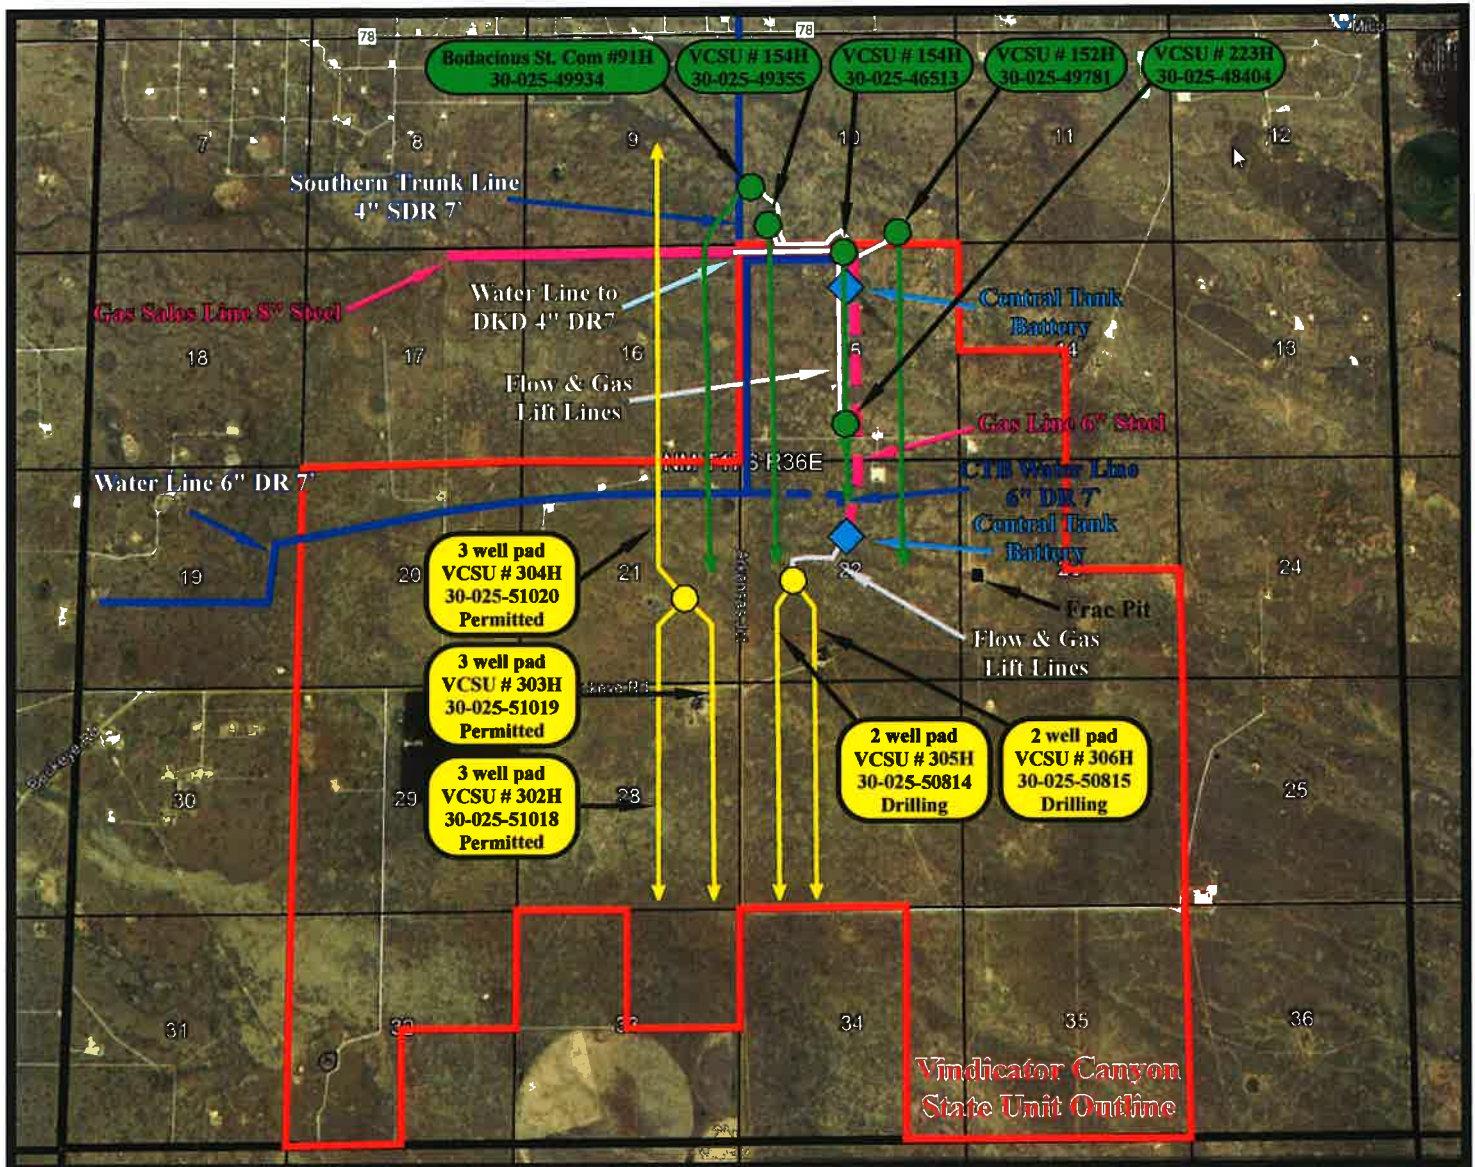 78
78
Bodacious St. Com #91H
30-025-49934
VCSU # 154H
30-025-49355
VCSU # 154H
30-025-46513
VCSU # 152H
30-025-49781
VCSU # 223H
30-025-48404
7
8
9
10
11
12
Southern Trunk Line
4" SDR 7'
Gas Sales Line 8" Steel
Water Line to
DKD 4" DR7'
Central Tank
Battery
18
17
16
15
14
13
Flow & Gas
Lift Lines
Gas Line 6" Steel
R36E
Water Line 6" DR 7'
CTB Water Line
6" DR 7'
Central Tank
Battery
19
20
21
22
24
3 well pad
VCSU # 304H
30-025-51020
Permitted
Frac Pit
Flow & Gas
Lift Lines
3 well pad
VCSU # 303H
30-025-51019
Permitted
Rd
Buckeye Rd
2 well pad
VCSU # 305H
30-025-50814
Drilling
2 well pad
VCSU # 306H
30-025-50815
Drilling
3 well pad
VCSU # 302H
30-025-51018
Permitted
30
29
28
25
31
32
33
34
35
36
Vindicator Canyon
State Unit Outline